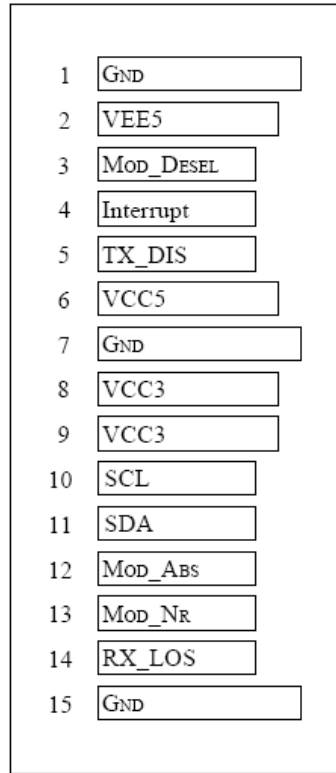 1 GND
2 VEE5
3 MOD_DESEL
4 Interrupt
5 TX_DIS
6 VCC5
7 GND
8 VCC3
9 VCC3
10 SCL
11 SDA
12 MOD_ABS
13 MOD_NR
14 RX_LOS
15 GND